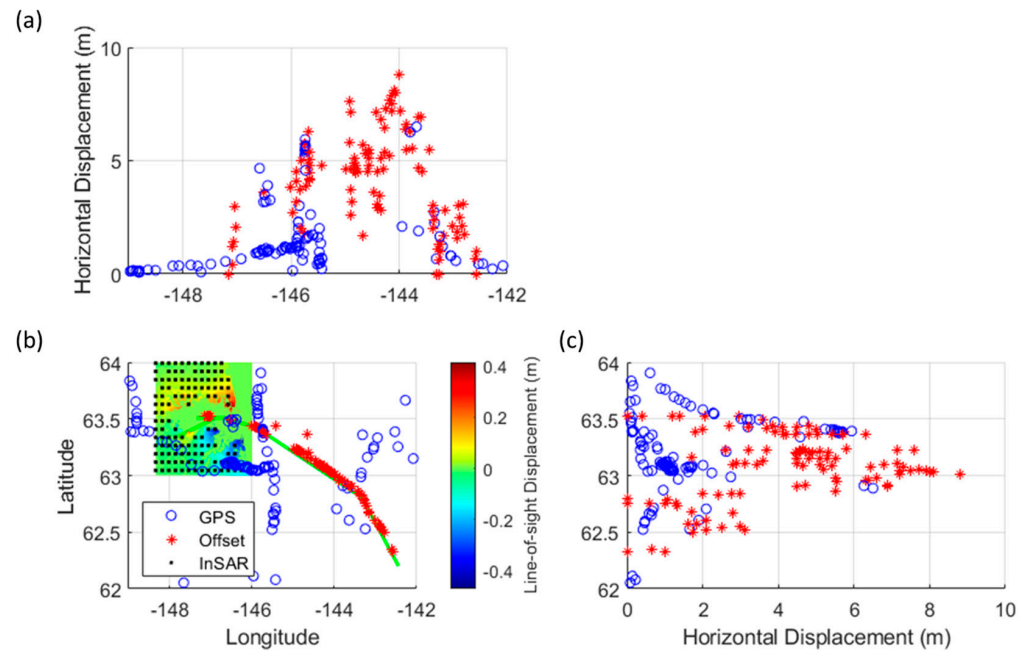 (a)
Horizontal Displacement (m)
10
5
0
-148
-146
-144
-142
(b)
Latitude
64
63.5
63
62.5
62
GPS
Offset
InSAR
-148
-146
-144
-142
Longitude
0.4
0.2
0
-0.2
-0.4
Line-of-sight Displacement (m)
(c)
64
63.5
63
62.5
62
0
2
4
6
8
10
Horizontal Displacement (m)